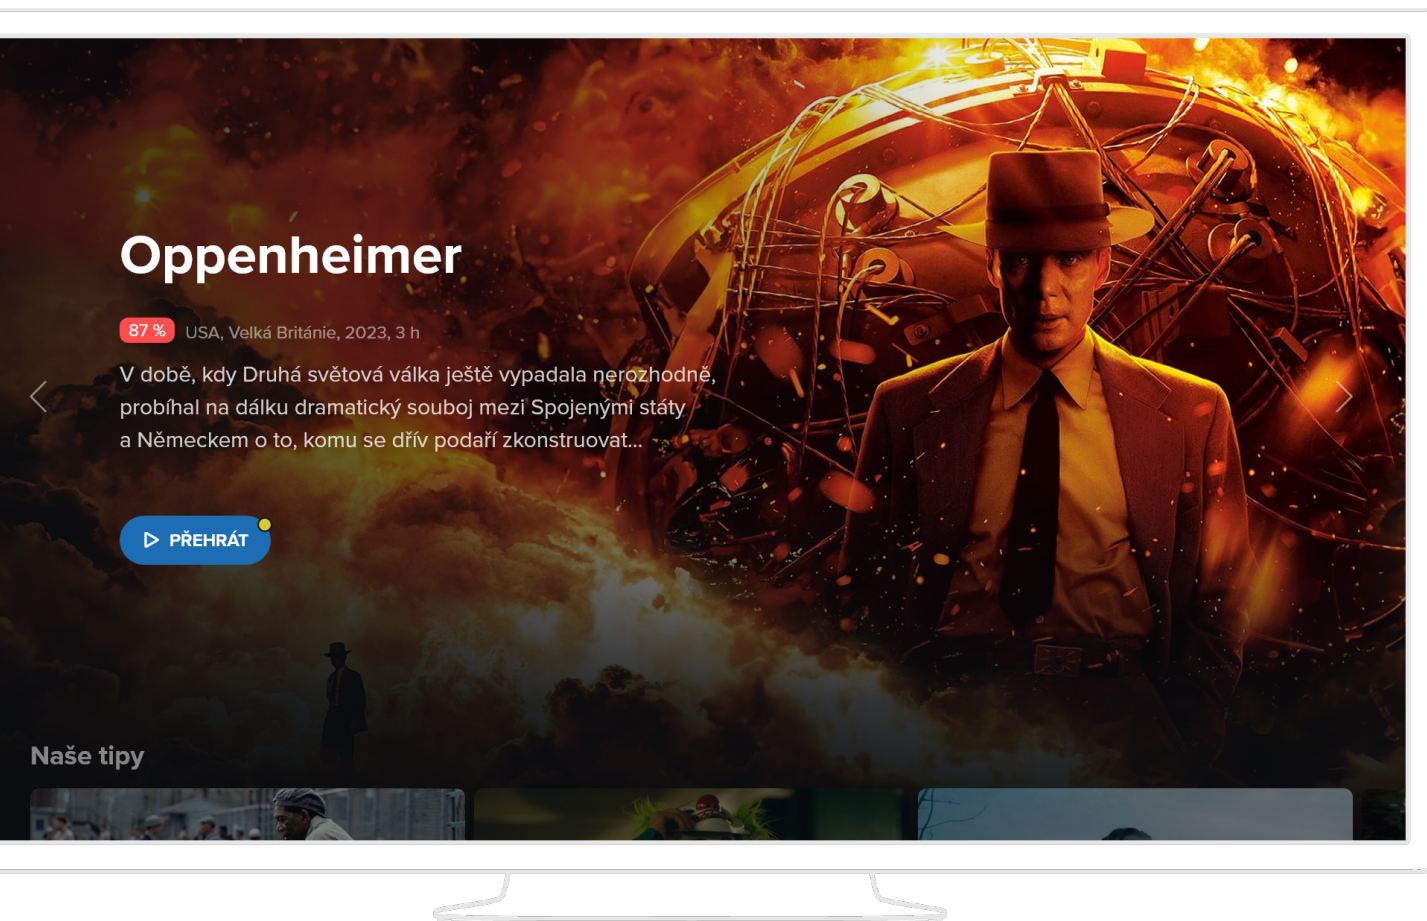 Oppenheimer
87 % USA, Velká Británie, 2023, 3 h
V době, kdy Druhá světová válka ještě vypadala nerozhodně,
probíhal na dálku dramatický souboj mezi Spojenými státy
a Německem o to, komu se dřív podaří zkonstruovat...
PŘEHRÁT
Naše tipy